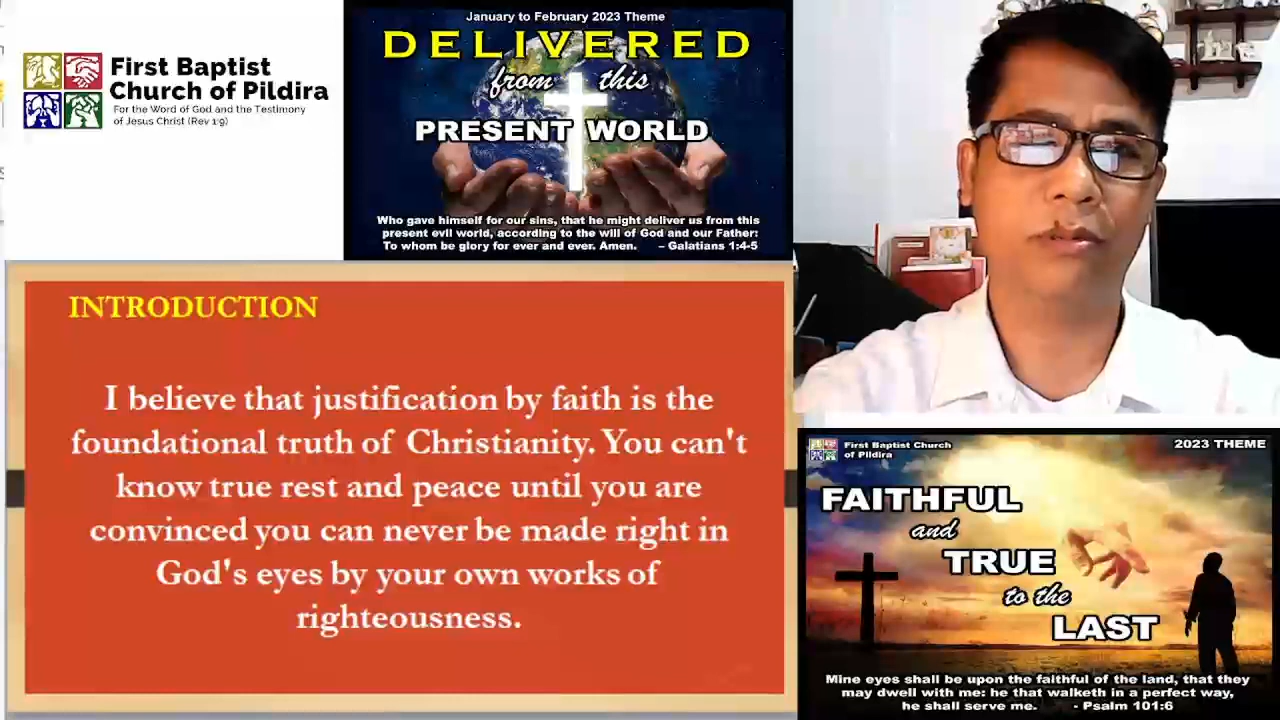 First Baptist
Church of Pildira
For the Word of God and the Testimony
of Jesus Christ (Rev 1:9)
January to February 2023 Theme
DELIVERED
from this
PRESENT WORLD
Who gave himself for our sins, that he might deliver us from this
present evil world, according to the will of God and our Father:
To whom be glory for ever and ever. Amen. – Galatians 1:4-5
INTRODUCTION
I believe that justification by faith is the
foundational truth of Christianity. You can't
know true rest and peace until you are
convinced you can never be made right in
God's eyes by your own works of
righteousness.
First Baptist Church
of Pildira
2023 THEME
FAITHFUL
and
TRUE
to the
LAST
Mine eyes shall be upon the faithful of the land, that they
may dwell with me: he that walketh in a perfect way,
he shall serve me. - Psalm 101:6